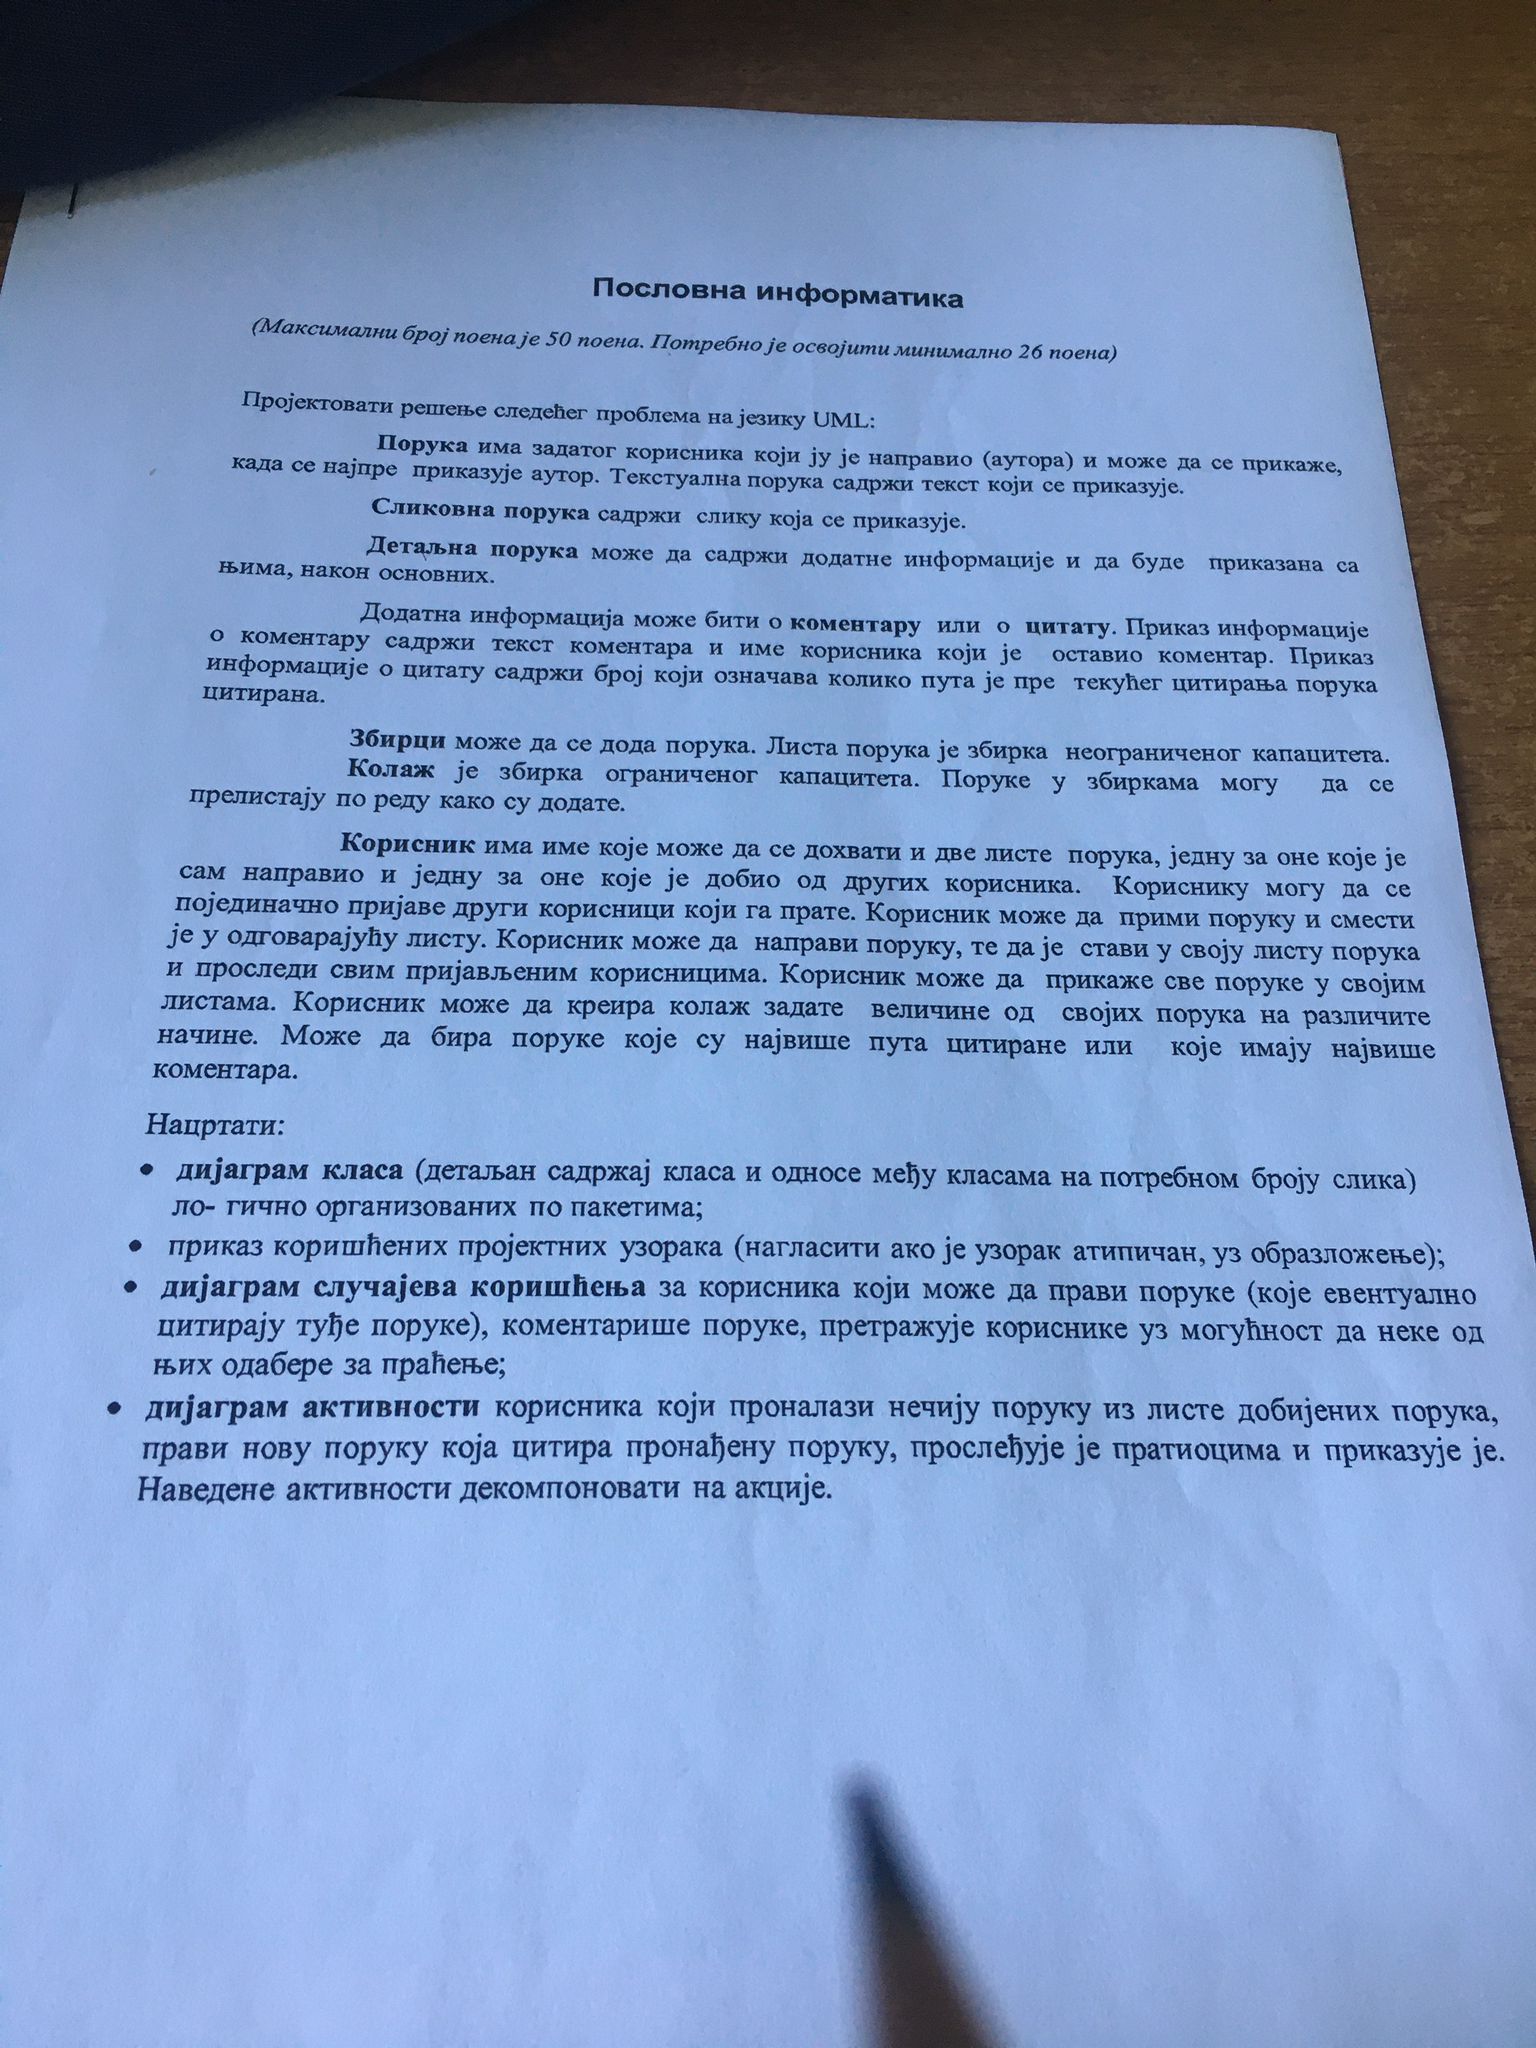 Пословна информатика
(Максимални број поена је 50 поена. Потребно је освојити минимално 26 поена)
Пројектовати решење следећег проблема на језику UML:
Порука има задатог корисника који ју је направио (аутора) и може да се прикаже,
када се најпре приказује аутор. Текстуална порука садржи текст који се приказује.
Сликовна порука садржи слику која се приказује.
Детаљна порука може да садржи додатне информације и да буде приказана са
њима, након основних.
Додатна информација може бити о коментару или о цитату. Приказ информације
о коментару садржи текст коментара и име корисника који је оставио коментар. Приказ
информације о цитату садржи број који означава колико пута је пре текућег цитирања порука
цитирана.
Збирци може да се дода порука. Листа порука је збирка неограниченог капацитета.
Колаж је збирка ограниченог капацитета. Поруке у збиркама могу да се
прелистају по реду како су додате.
Корисник има име које може да се дохвати и две листе порука, једну за оне које је
сам направио и једну за оне које је добио од других корисника. Кориснику могу да се
појединачно пријаве други корисници који га прате. Корисник може да прими поруку и смести
је у одговарајућу листу. Корисник може да направи поруку, те да је стави у своју листу порука
и проследи свим пријављеним корисницима. Корисник може да прикаже све поруке у својим
листама. Корисник може да креира колаж задате величине од својих порука на различите
начине. Може да бира поруке које су највише пута цитиране или које имају највише
коментара.
Нацртати:
• дијаграм класа (детаљан садржај класа и односе међу класама на потребном броју слика)
ло- гично организованих по пакетима;
• приказ коришћених пројектних узорака (нагласити ако је узорак атипичан, уз образложење);
• дијаграм случајева коришћења за корисника који може да прави поруке (које евентуално
цитирају туђе поруке), коментарише поруке, претражује кориснике уз могућност да неке од
њих одабере за праћење;
• дијаграм активности корисника који проналази нечију поруку из листе добијених порука,
прави нову поруку која цитира пронађену поруку, прослеђује је пратиоцима и приказује је.
Наведене активности декомпоновати на акције.